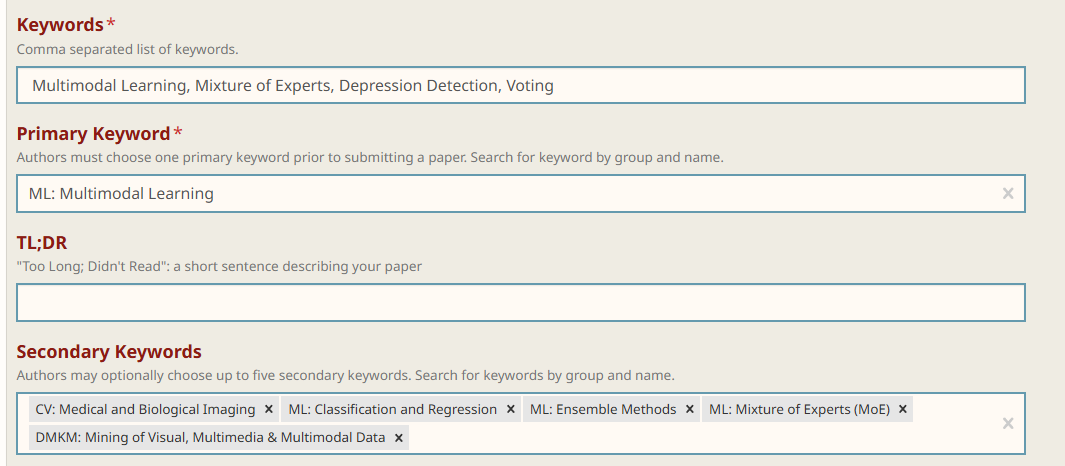 Keywords*
Comma separated list of keywords.
Multimodal Learning, Mixture of Experts, Depression Detection, Voting
Primary Keyword*
Authors must choose one primary keyword prior to submitting a paper. Search for keyword by group and name.
ML: Multimodal Learning ×
TL;DR
"Too Long; Didn't Read": a short sentence describing your paper
Secondary Keywords
Authors may optionally choose up to five secondary keywords. Search for keywords by group and name.
CV: Medical and Biological Imaging × ML: Classification and Regression × ML: Ensemble Methods × ML: Mixture of Experts (MoE) ×
DMKM: Mining of Visual, Multimedia & Multimodal Data × ×